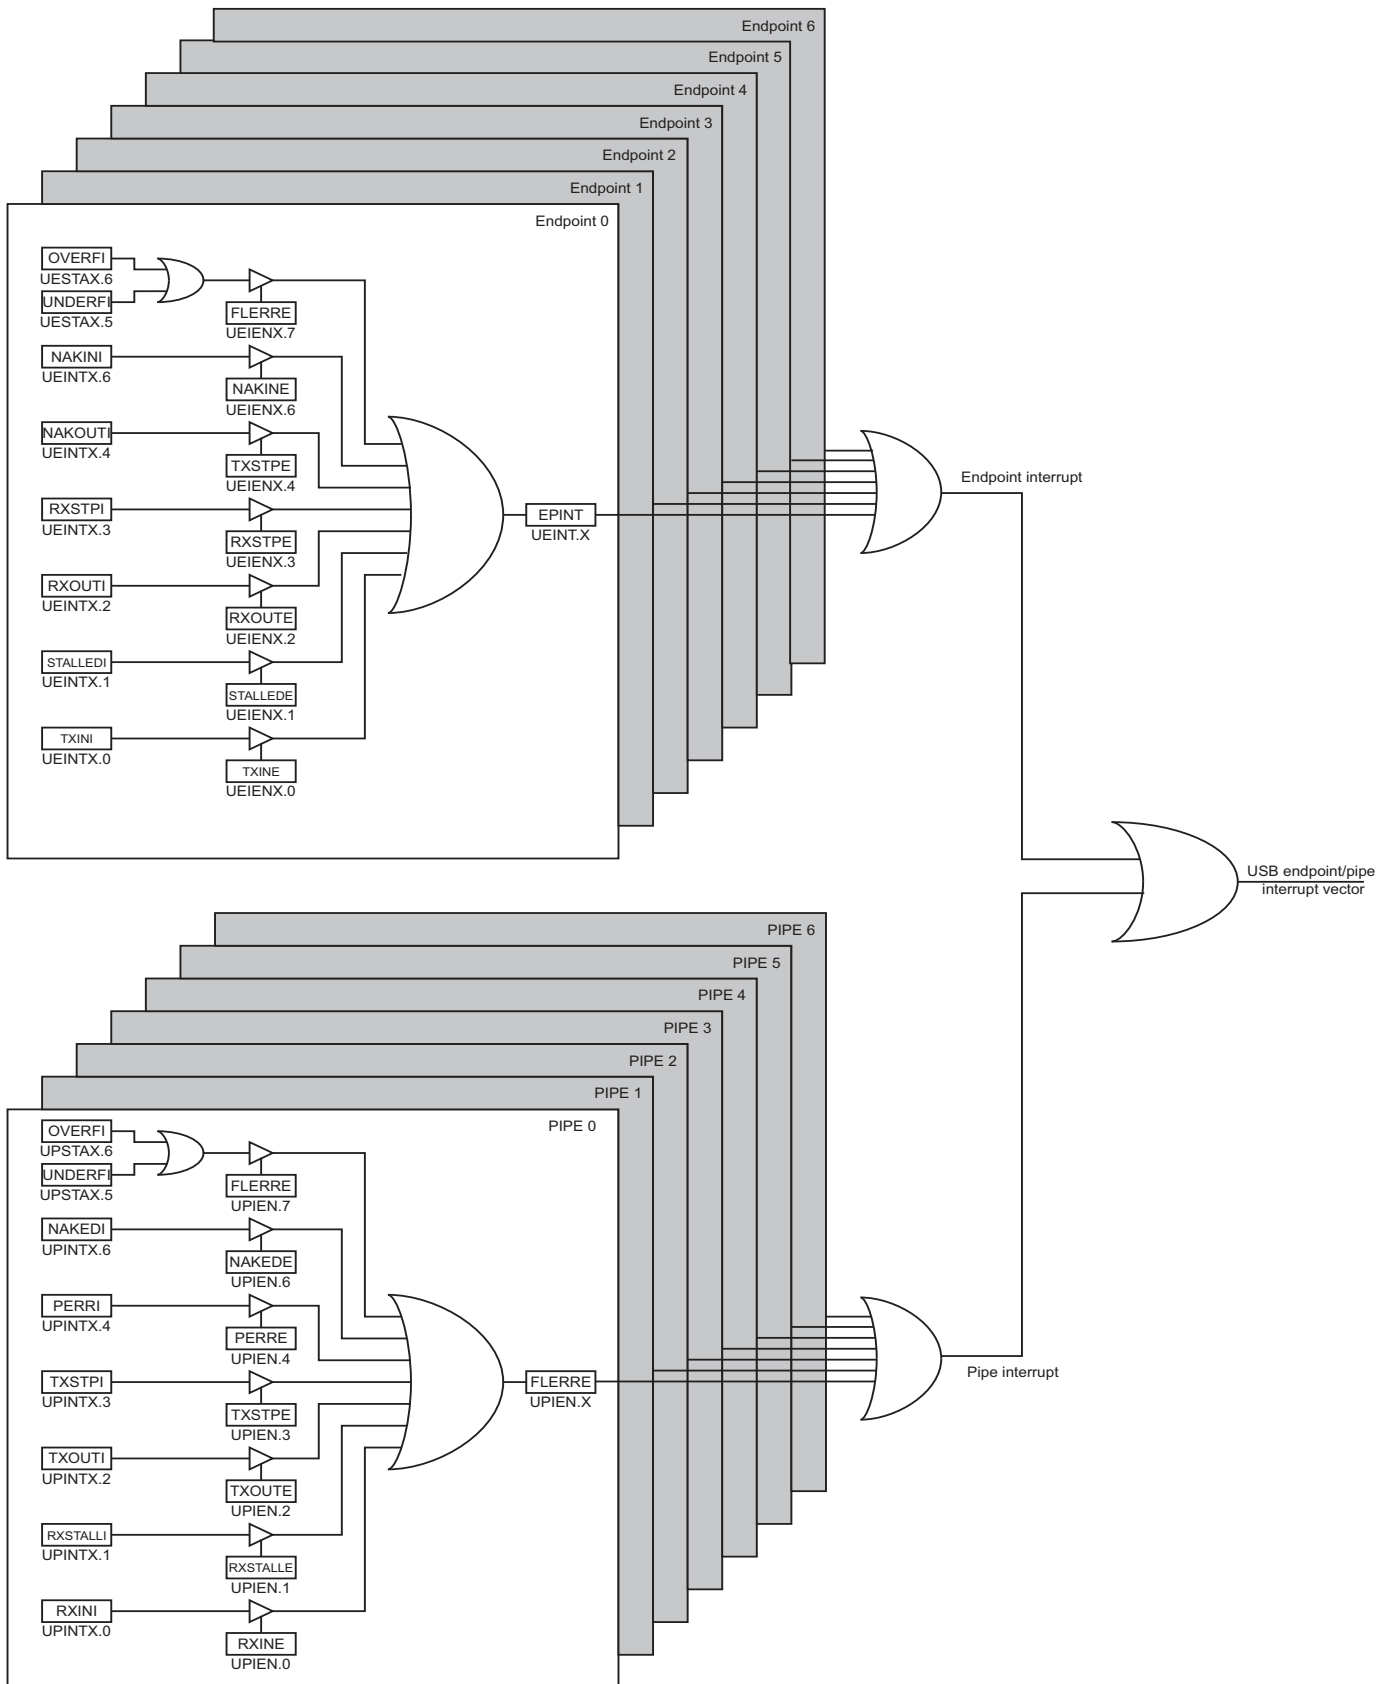 Endpoint 6
Endpoint 5
Endpoint 4
Endpoint 3
Endpoint 2
Endpoint 1
Endpoint 0
OVERFI
UESTAX.6
UNDERFI
UESTAX.5
FLERRE
UEIENX.7
NAKINI
UEINTX.6
NAKINE
UEIENX.6
NAKOUTI
UEINTX.4
TXSTPE
UEIENX.4
RXSTPI
UEINTX.3
RXSTPE
UEIENX.3
RXOUTI
UEINTX.2
RXOUTE
UEIENX.2
STALLEDI
UEINTX.1
STALLEDE
UEIENX.1
TXINI
UEINTX.0
TXINE
UEIENX.0
EPINT
UEINT.X
Endpoint interrupt
USB endpoint/pipe
interrupt vector
PIPE 6
PIPE 5
PIPE 4
PIPE 3
PIPE 2
PIPE 1
PIPE 0
OVERFI
UPSTAX.6
UNDERFI
UPSTAX.5
FLERRE
UPIEN.7
NAKEDI
UPINTX.6
NAKEDE
UPIEN.6
PERRI
UPINTX.4
PERRE
UPIEN.4
TXSTPI
UPINTX.3
TXSTPE
UPIEN.3
TXOUTI
UPINTX.2
TXOUTE
UPIEN.2
RXSTALLI
UPINTX.1
RXSTALLE
UPIEN.1
RXINI
UPINTX.0
RXINE
UPIEN.0
FLERRE
UPIEN.X
Pipe interrupt